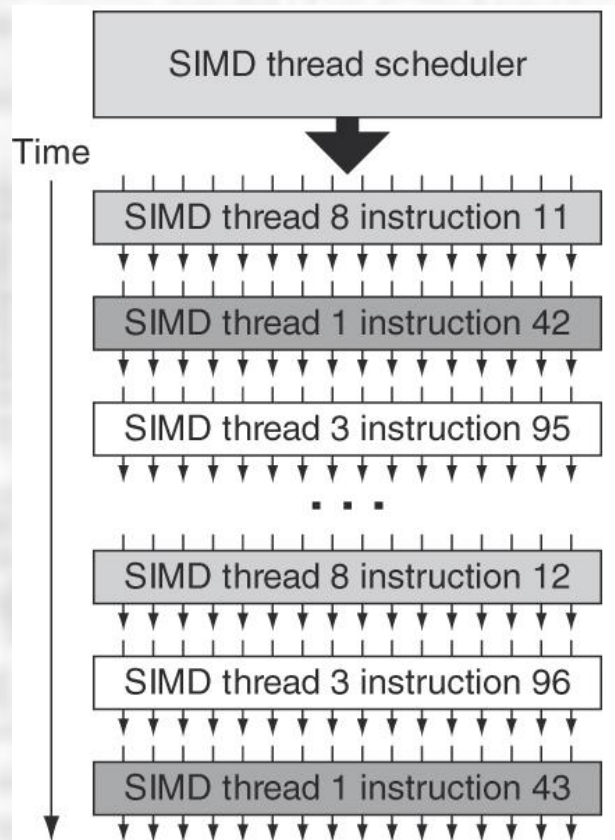 SIMD thread scheduler
Time
SIMD thread 8 instruction 11
SIMD thread 1 instruction 42
SIMD thread 3 instruction 95
. . .
SIMD thread 8 instruction 12
SIMD thread 3 instruction 96
SIMD thread 1 instruction 43